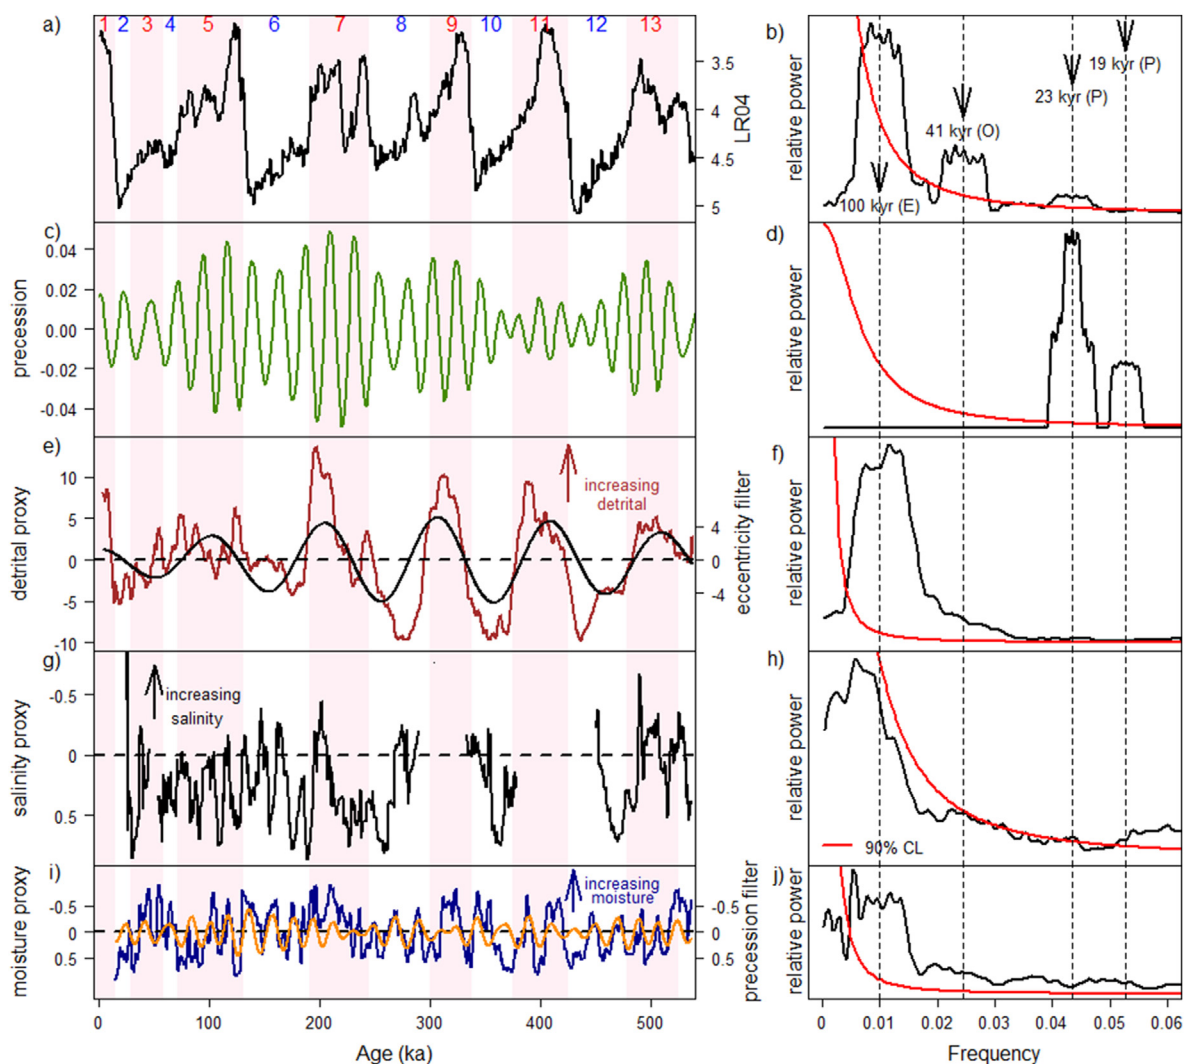 a)
1 2 3 4 5 6 7 8 9 10 11 12 13
3.5
4
4.5
5
LR04
b)
relative power
19 kyr (P)
23 kyr (P)
41 kyr (O)
100 kyr (E)
c)
0.04
0.02
0.00
-0.02
-0.04
precession
d)
relative power
e)
10
5
0
-5
-10
detrital proxy
increasing
detrital
4
0
-4
eccentricity filter
f)
relative power
g)
-0.5
0
0.5
salinity proxy
increasing
salinity
h)
relative power
90% CL
i)
-0.5
0
0.5
moisture proxy
increasing
moisture
-0.5
0
0.5
precession filter
j)
relative power
0 100 200 300 400 500
Age (ka)
0 0.01 0.02 0.03 0.04 0.05 0.06
Frequency